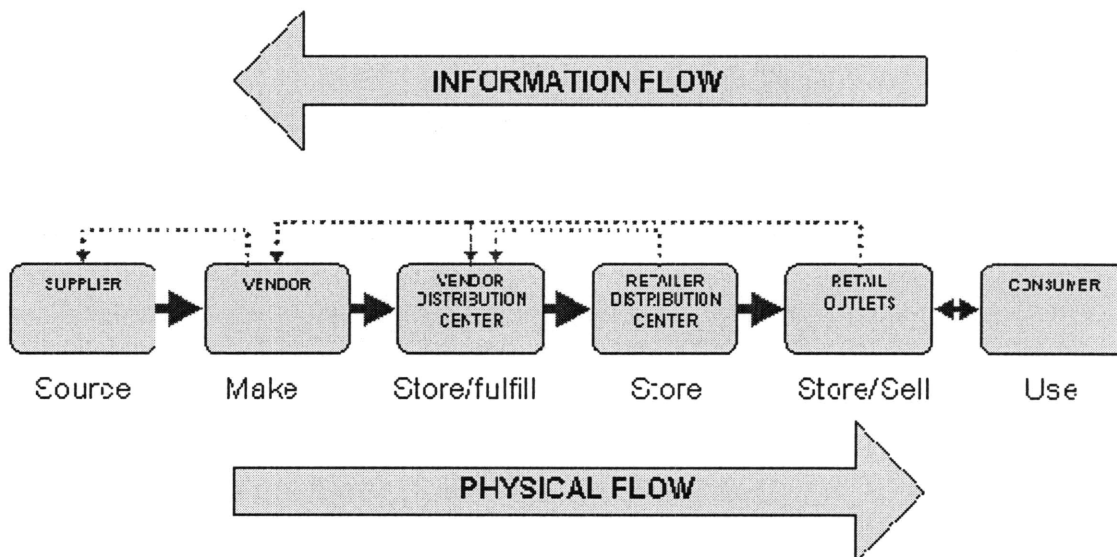 INFORMATION FLOW
SUPPLIER
VENDOR
VENDOR
DISTRIBUTION
CENTER
RETAILER
DISTRIBUTION
CENTER
RETAIL
OUTLETS
CONSUMER
Source
Make
Store/fulfill
Store
Store/Sell
Use
PHYSICAL FLOW